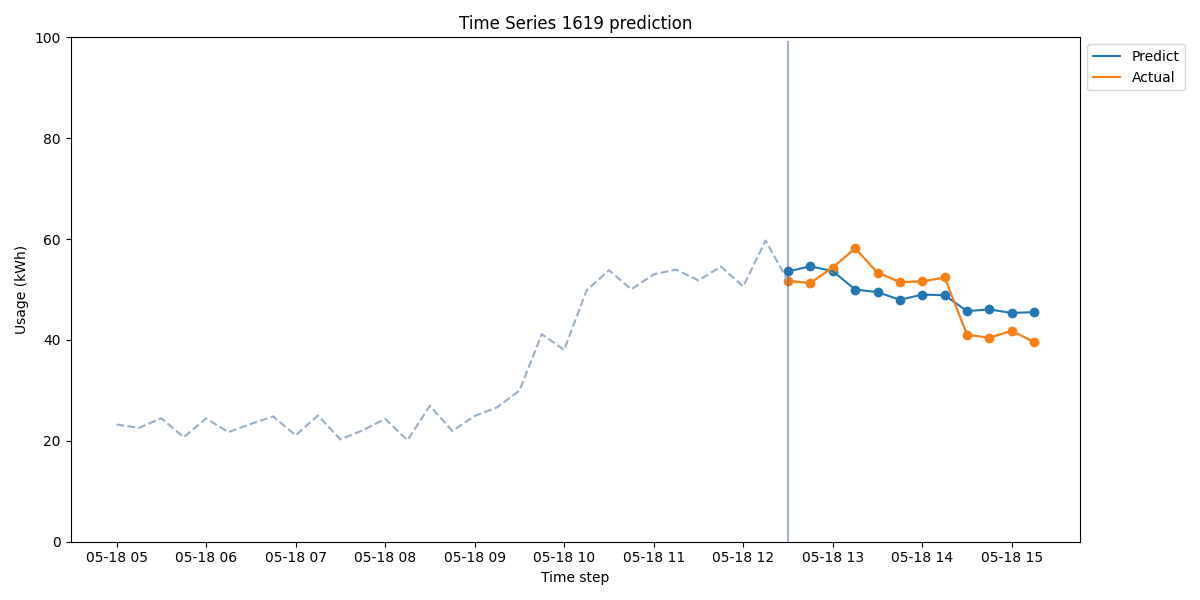 Time Series 1619 prediction
100
80
60
40
20
0
Usage (kWh)
05-18 05 05-18 06 05-18 07 05-18 08 05-18 09 05-18 10 05-18 11 05-18 12 05-18 13 05-18 14 05-18 15
Time step
Predict
Actual